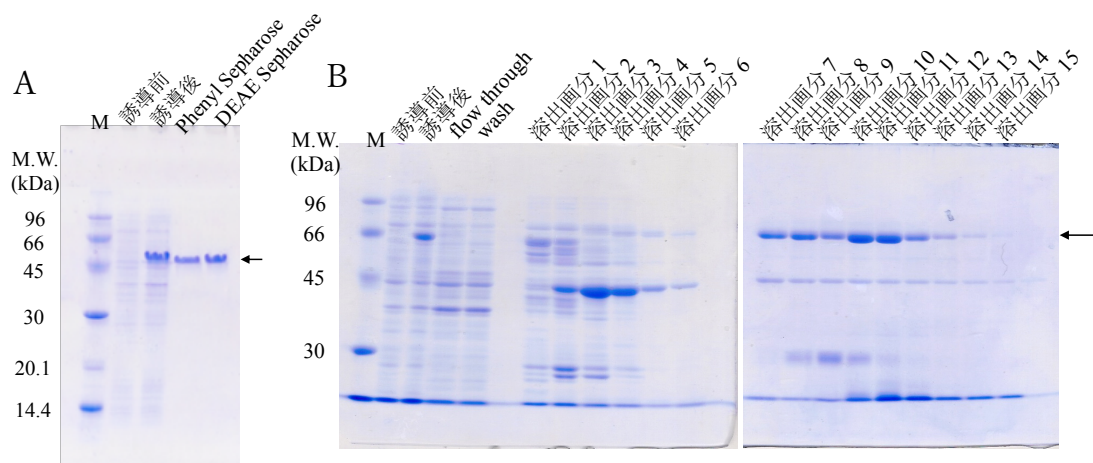 A
M
誘導前
誘導後
Phenyl Sepharose
DEAE Sepharose
M.W.
(kDa)
96
66
45
30
20.1
14.4
B
M
誘導前
誘導後
flow through
wash
溶出画分 1
溶出画分 2
溶出画分 3
溶出画分 4
溶出画分 5
溶出画分 6
溶出画分 7
溶出画分 8
溶出画分 9
溶出画分 10
溶出画分 11
溶出画分 12
溶出画分 13
溶出画分 14
溶出画分 15
M.W.
(kDa)
96
66
45
30